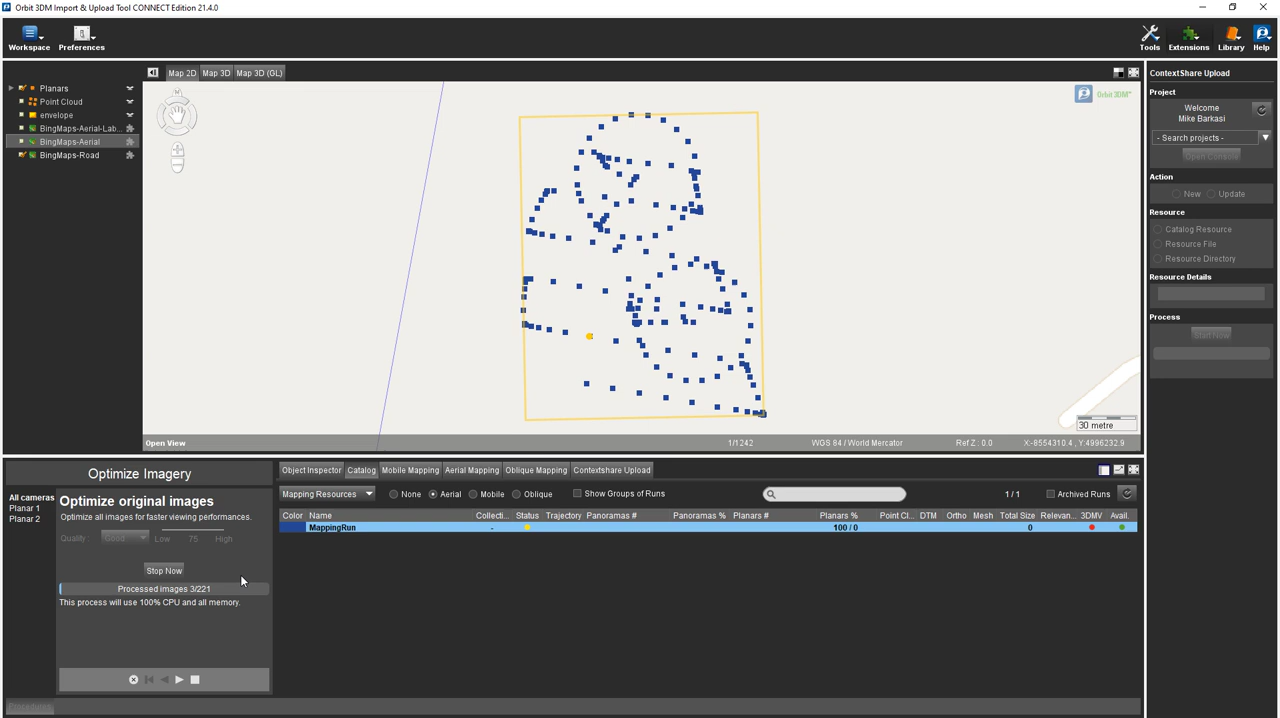 Orbit 3DM Import & Upload Tool CONNECT Edition 21.4.0
Workspace
Preferences
Tools
Extensions
Library
Help
Map 2D
Map 3D
Map 3D (GL)
Planars
Point Cloud
envelope
BingMaps-Aerial-Lab...
BingMaps-Aerial
BingMaps-Road
N
Orbit 3DM
30 metre
Open View
1/1242
WGS 84 / World Mercator
Ref Z : 0.0
X:-8554310.4 , Y:4996232.9
ContextShare Upload
Project
Welcome
Mike Barkasi
- Search projects -
Open Console
Action
New
Update
Resource
Catalog Resource
Resource File
Resource Directory
Resource Details
Process
Start Now
Optimize Imagery
All cameras
Planar 1
Planar 2
Optimize original images
Optimize all images for faster viewing performances.
Quality :
Good
Low
75
High
Stop Now
Processed images 3/221
This process will use 100% CPU and all memory.
Procedures
Object Inspector
Catalog
Mobile Mapping
Aerial Mapping
Oblique Mapping
Contextshare Upload
Mapping Resources
None
Aerial
Mobile
Oblique
Show Groups of Runs
1 / 1
Archived Runs
Color
Name
Collecti...
Status
Trajectory
Panoramas #
Panoramas %
Planars #
Planars %
Point Cl...
DTM
Ortho
Mesh
Total Size
Relevan...
3DMV
Avail.
MappingRun
-
100 / 0
0